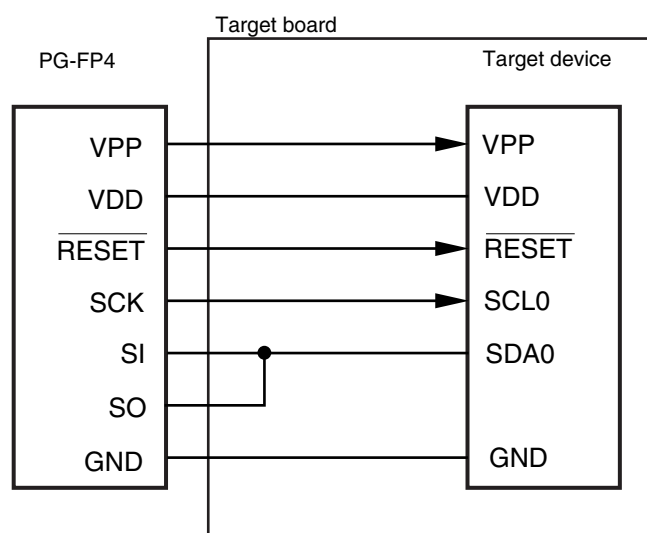 Target board
PG-FP4
Target device
VPP
VPP
VDD
VDD
RESET
RESET
SCK
SCL0
SI
SDA0
SO
GND
GND